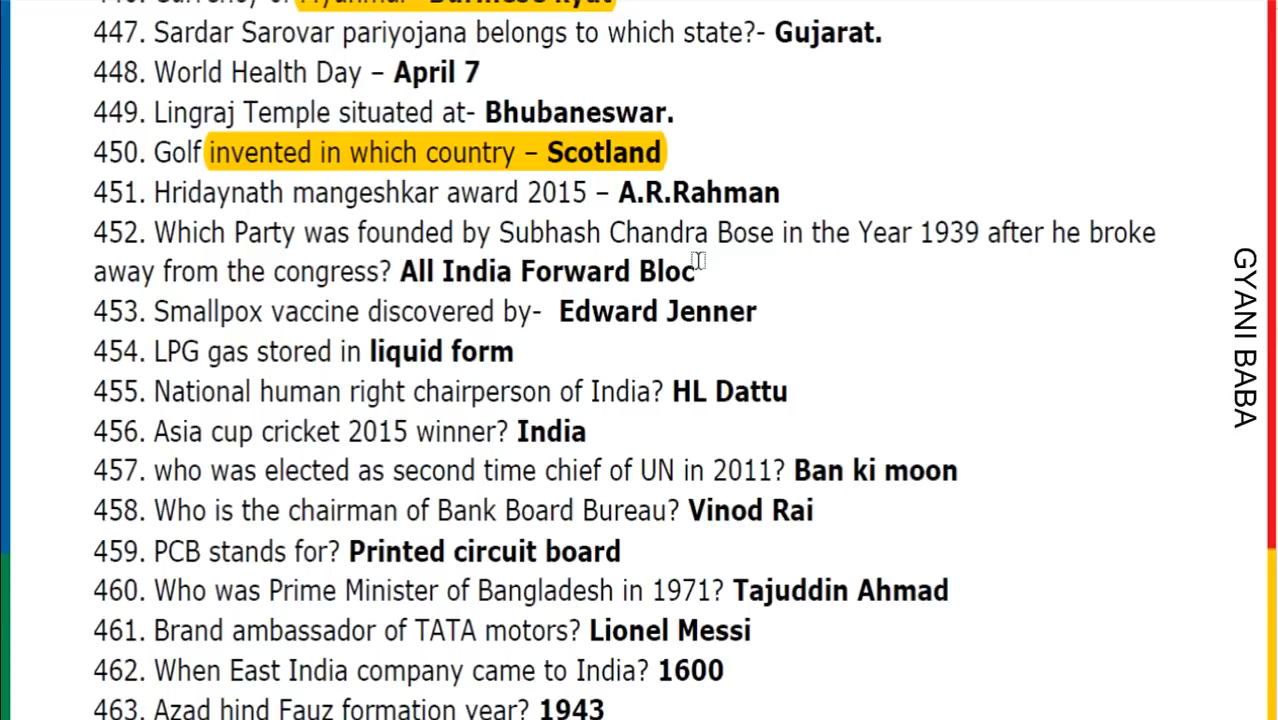 446. Currency of Myanmar - Burmese kyat
447. Sardar Sarovar pariyojana belongs to which state?- Gujarat.
448. World Health Day – April 7
449. Lingraj Temple situated at- Bhubaneswar.
450. Golf invented in which country – Scotland
451. Hridaynath mangeshkar award 2015 – A.R.Rahman
452. Which Party was founded by Subhash Chandra Bose in the Year 1939 after he broke
away from the congress? All India Forward Bloc
453. Smallpox vaccine discovered by- Edward Jenner
454. LPG gas stored in liquid form
455. National human right chairperson of India? HL Dattu
456. Asia cup cricket 2015 winner? India
457. who was elected as second time chief of UN in 2011? Ban ki moon
458. Who is the chairman of Bank Board Bureau? Vinod Rai
459. PCB stands for? Printed circuit board
460. Who was Prime Minister of Bangladesh in 1971? Tajuddin Ahmad
461. Brand ambassador of TATA motors? Lionel Messi
462. When East India company came to India? 1600
463. Azad hind Fauz formation year? 1943
GYANI BABA